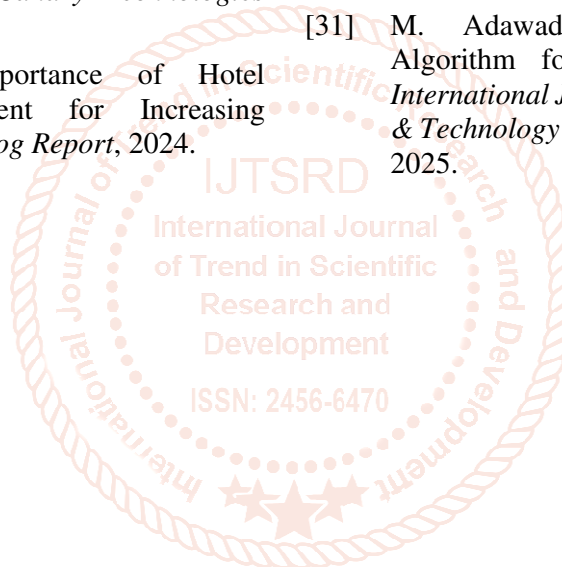 portance of Hotel
ent for Increasing
og Report, 2024.
[31] M. Adawad
Algorithm fo
International J
& Technology
2025.
International Journal of Trend in Scientific Research and Development
IJTSRD
International Journal
of Trend in Scientific
Research and
Development
ISSN: 2456-6470